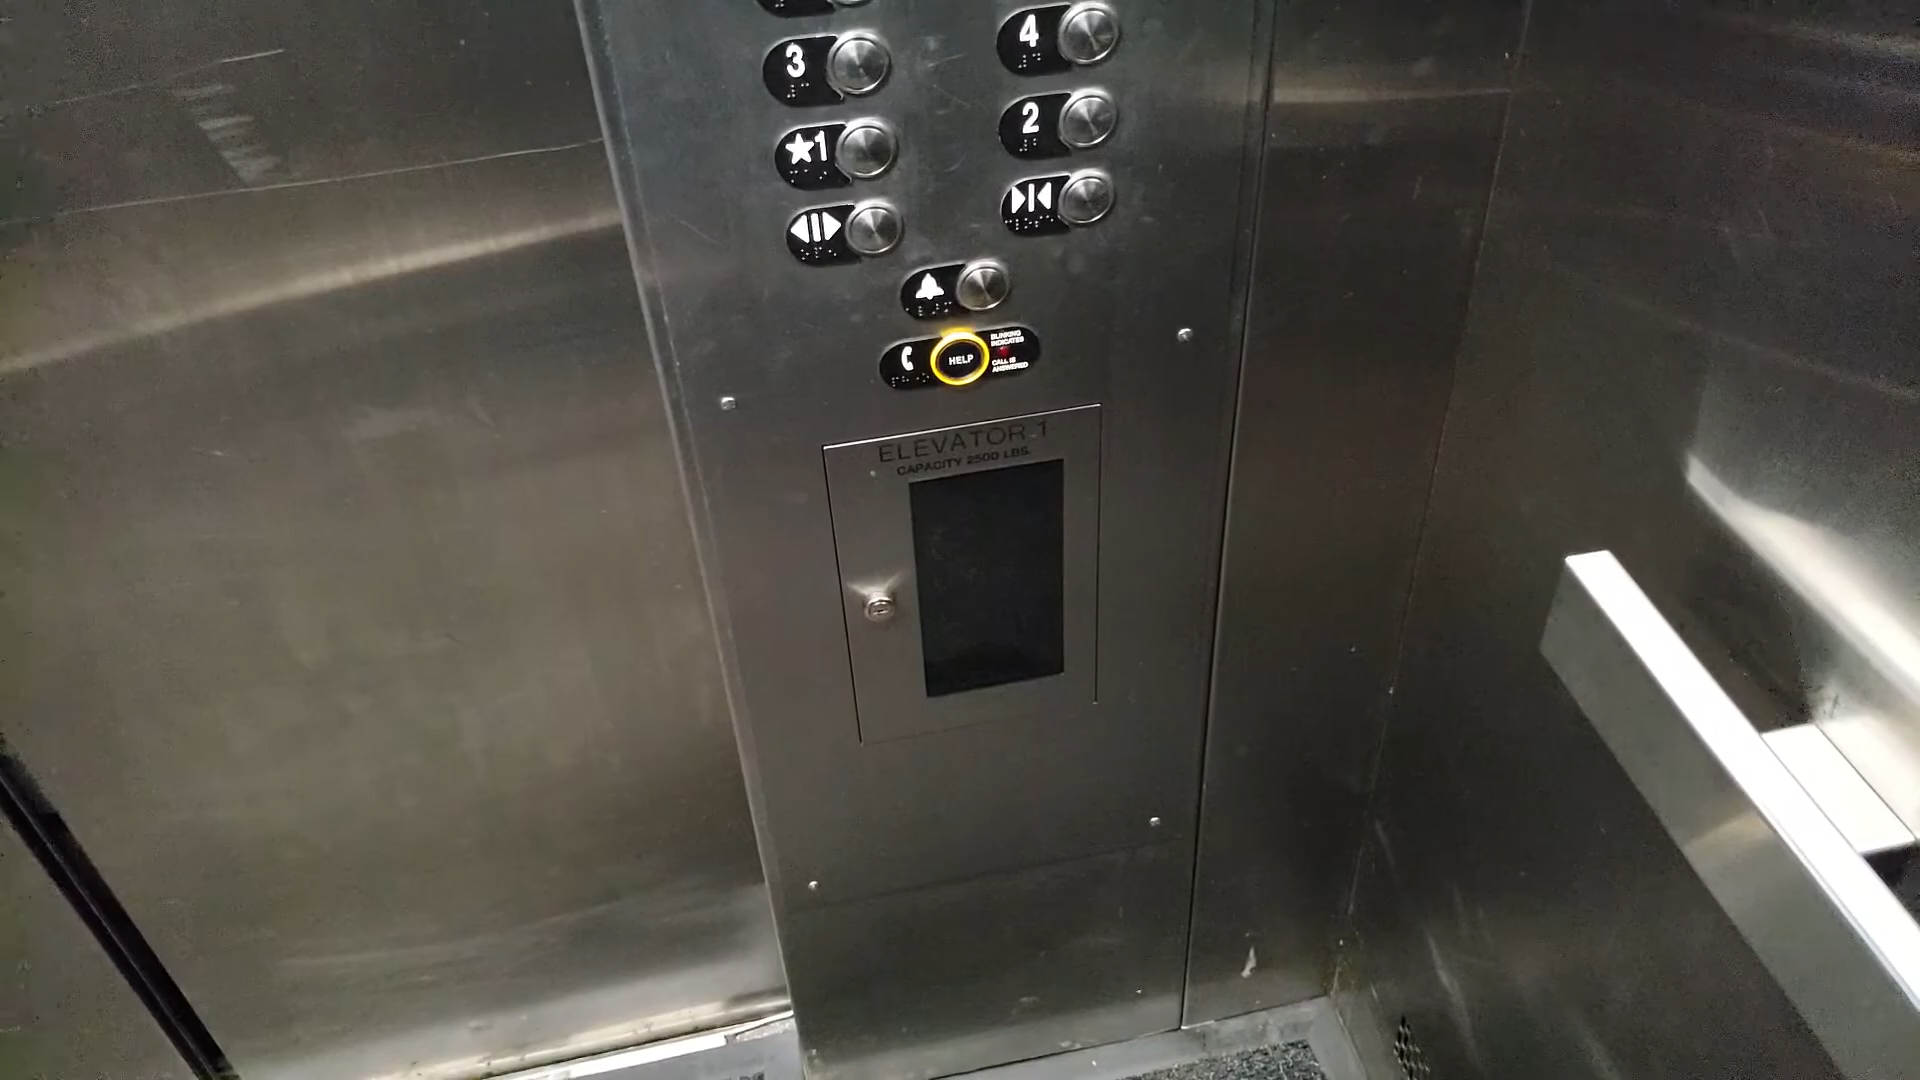 4
3
2
★1
HELP
BLINKING
INDICATES
CALL IS
ANSWERED
ELEVATOR 1
CAPACITY 2500 LBS.